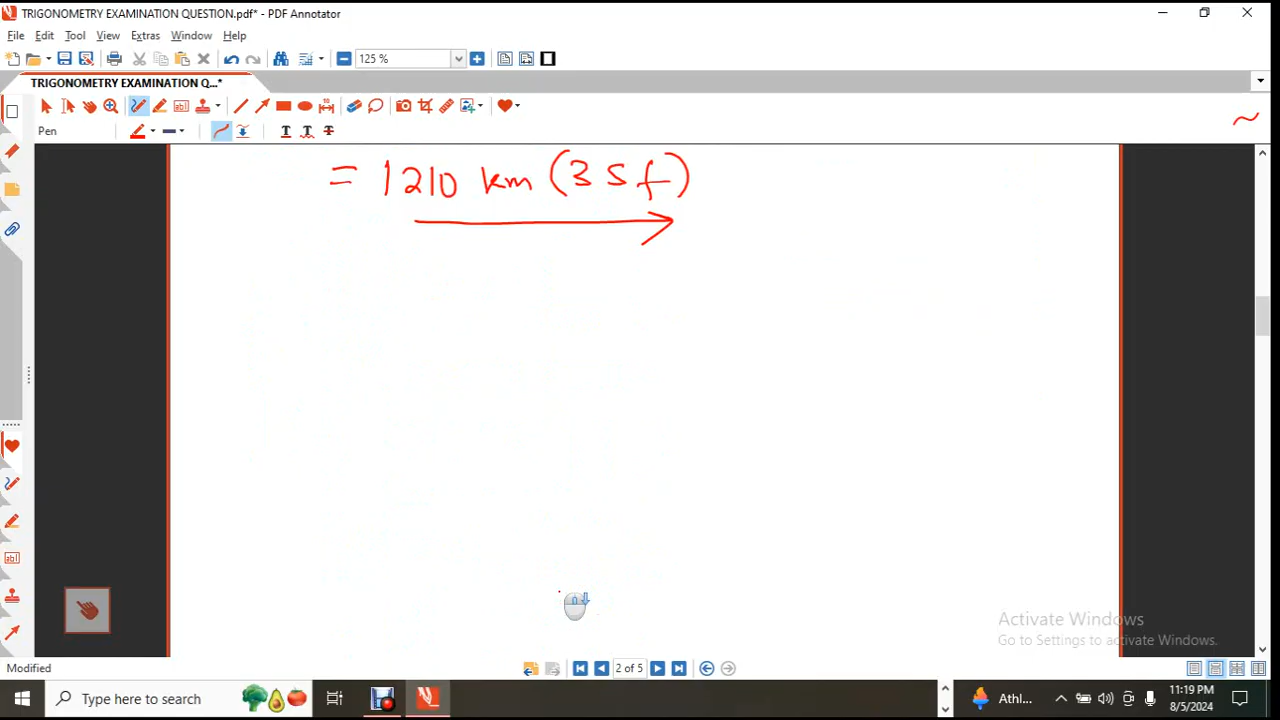 TRIGONOMETRY EXAMINATION QUESTION.pdf* - PDF Annotator
File Edit Tool View Extras Window Help
125 %
TRIGONOMETRY EXAMINATION Q...*
Pen
= 1210 km (3 S f)
Activate Windows
Go to Settings to activate Windows.
2 of 5
Modified
Type here to search
Athl...
11:19 PM
8/5/2024